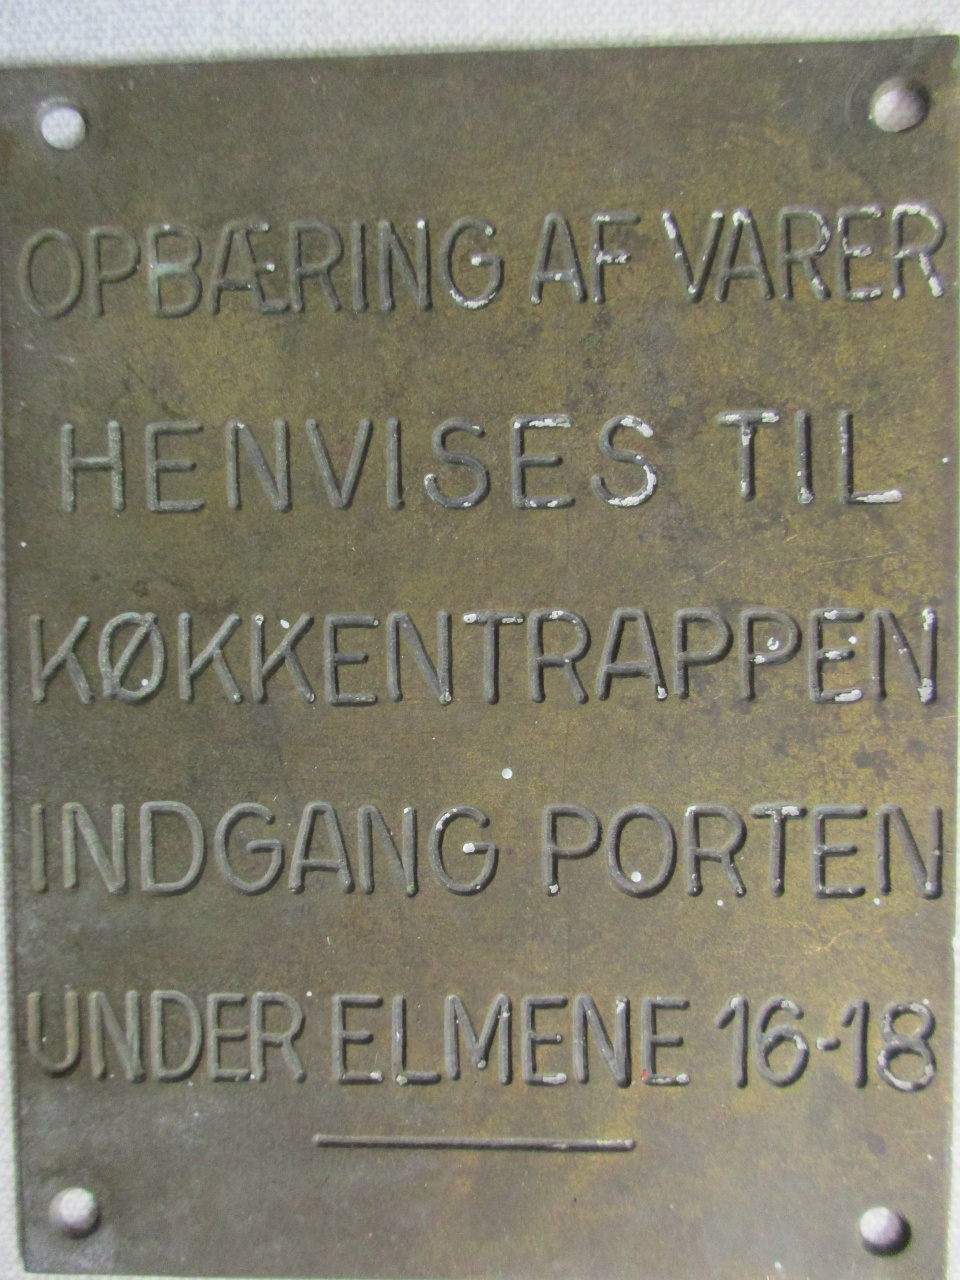 OPBÆRING AF VARER
HENVISES TIL
KØKKENTRAPPEN
INDGANG PORTEN
UNDER ELMENE 16-18